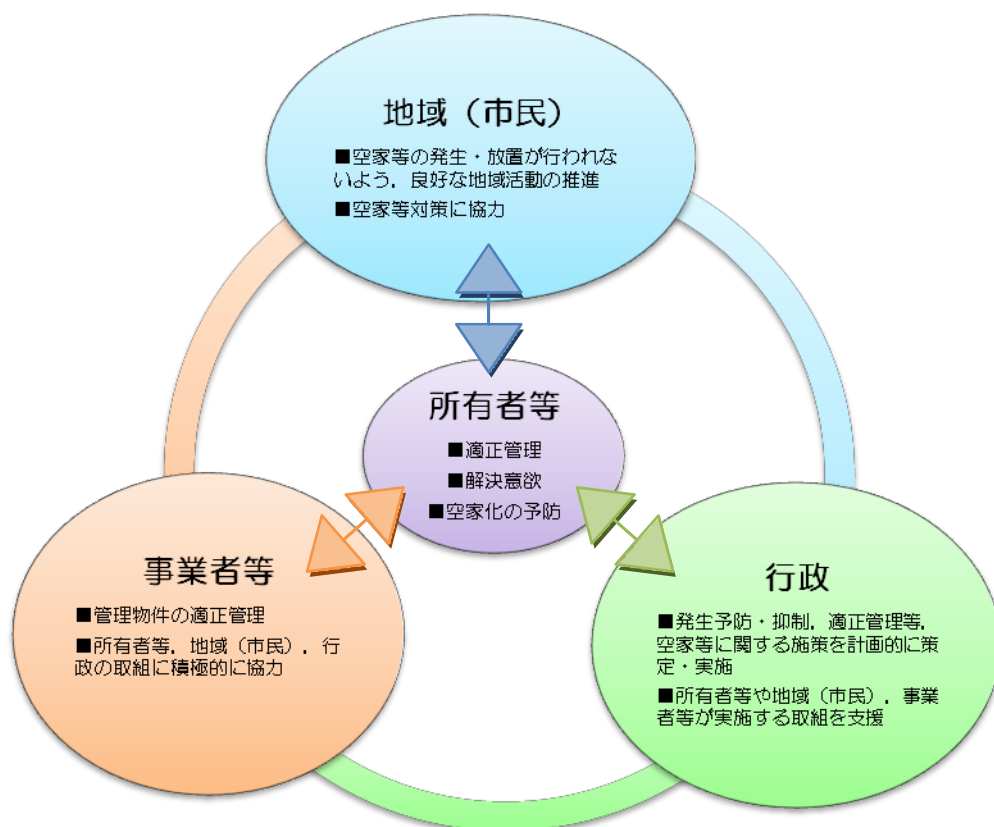 地域（市民）
■空家等の発生・放置が行われな
いよう，良好な地域活動の推進
■空家等対策に協力
所有者等
■適正管理
■解決意欲
■空家化の予防
事業者等
■管理物件の適正管理
■所有者等，地域（市民），行
政の取組に積極的に協力
行政
■発生予防・抑制，適正管理等，
空家等に関する施策を計画的に策
定・実施
■所有者等や地域（市民），事業
者等が実施する取組を支援